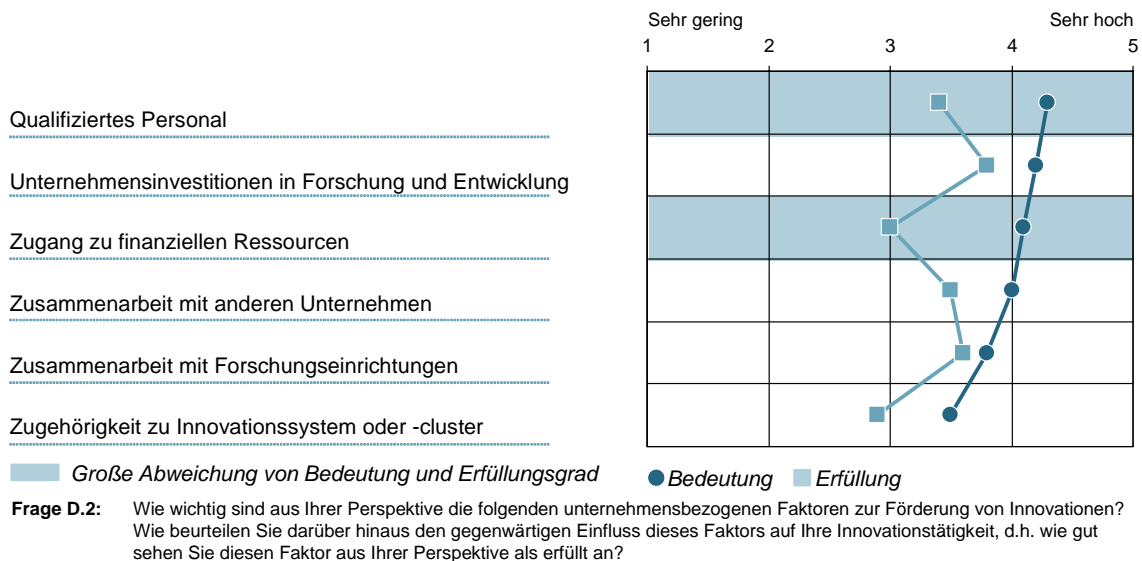 Sehr gering Sehr hoch
1 2 3 4 5
Qualifiziertes Personal
Unternehmensinvestitionen in Forschung und Entwicklung
Zugang zu finanziellen Ressourcen
Zusammenarbeit mit anderen Unternehmen
Zusammenarbeit mit Forschungseinrichtungen
Zugehörigkeit zu Innovationssystem oder -cluster
Große Abweichung von Bedeutung und Erfüllungsgrad Bedeutung Erfüllung
Frage D.2: Wie wichtig sind aus Ihrer Perspektive die folgenden unternehmensbezogenen Faktoren zur Förderung von Innovationen?
Wie beurteilen Sie darüber hinaus den gegenwärtigen Einfluss dieses Faktors auf Ihre Innovationstätigkeit, d.h. wie gut
sehen Sie diesen Faktor aus Ihrer Perspektive als erfüllt an?